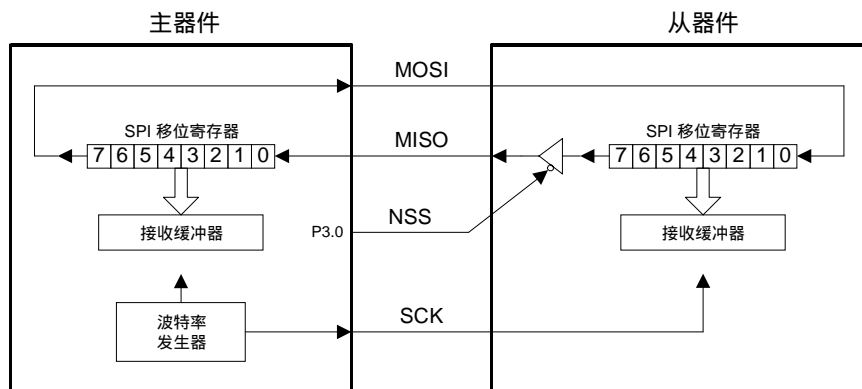 主器件
从器件
MOSI
SPI 移位寄存器
7 6 5 4 3 2 1 0
MISO
SPI 移位寄存器
7 6 5 4 3 2 1 0
接收缓冲器
P3.0
NSS
接收缓冲器
波特率
发生器
SCK